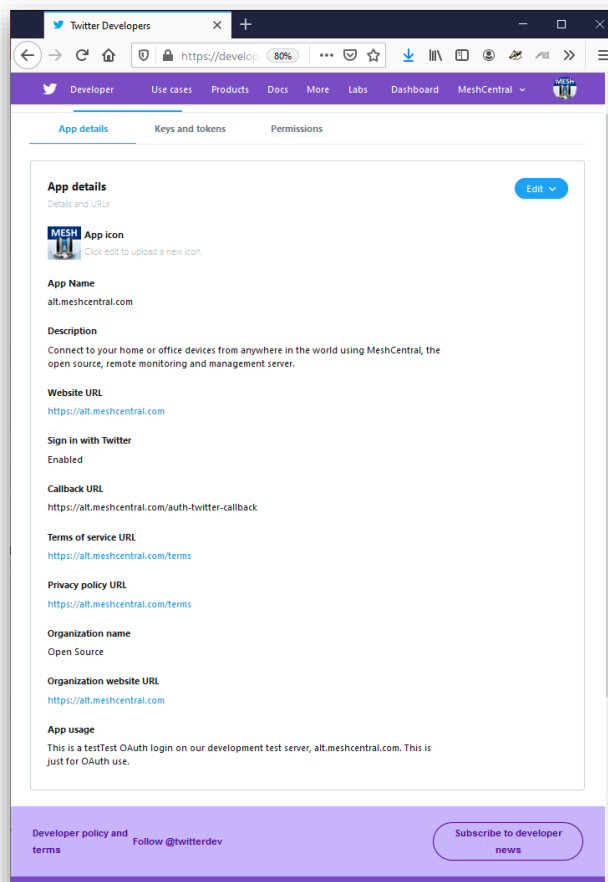 Twitter Developers
https://develop
80%
Developer Use cases Products Docs More Labs Dashboard MeshCentral
MESH
App details Keys and tokens Permissions
App details
Edit
Details and URLs
MESH
App icon
Click edit to upload a new icon.
App Name
alt.meshcentral.com
Description
Connect to your home or office devices from anywhere in the world using MeshCentral, the
open source, remote monitoring and management server.
Website URL
https://alt.meshcentral.com
Sign in with Twitter
Enabled
Callback URL
https://alt.meshcentral.com/auth-twitter-callback
Terms of service URL
https://alt.meshcentral.com/terms
Privacy policy URL
https://alt.meshcentral.com/terms
Organization name
Open Source
Organization website URL
https://alt.meshcentral.com
App usage
This is a testTest OAuth login on our development test server, alt.meshcentral.com. This is
just for OAuth use.
Developer policy and
terms
Follow @twitterdev
Subscribe to developer
news